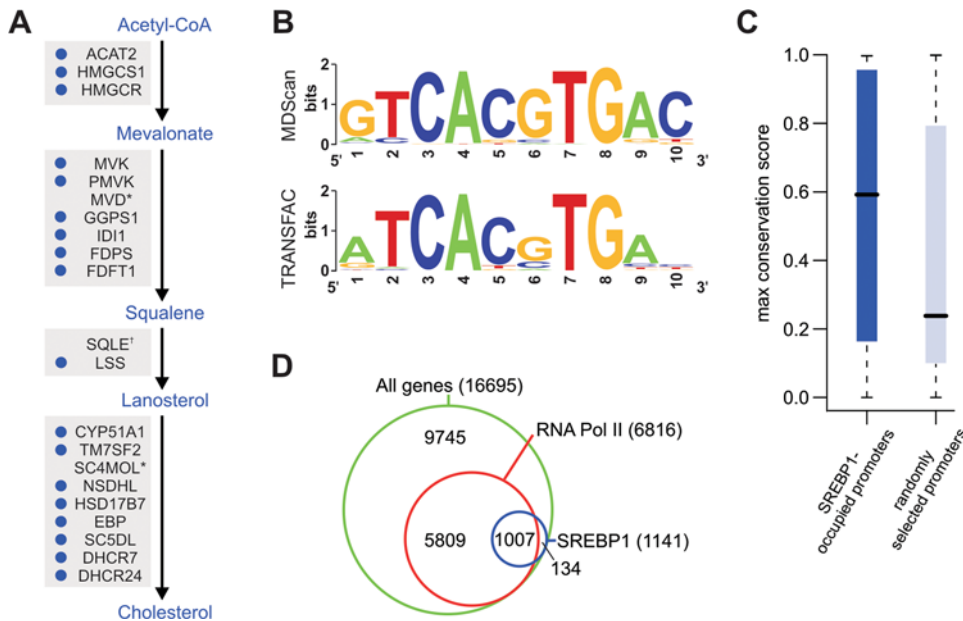 A
Acetyl-CoA
ACAT2
HMGCS1
HMGCR
Mevalonate
MVK
PMVK
MVD*
GGPS1
IDI1
FDPS
FDFT1
Squalene
SQLE†
LSS
Lanosterol
CYP51A1
TM7SF2
SC4MOL*
NSDHL
HSD17B7
EBP
SC5DL
DHCR7
DHCR24
Cholesterol
B
MDScan
bits
2
1
0
GTCACGTGAC
5' 1 2 3 4 5 6 7 8 9 10 3'
TRANSFAC
bits
2
1
0
ATCACGTGA
5' 1 2 3 4 5 6 7 8 9 10 3'
C
max conservation score
1.0
0.8
0.6
0.4
0.2
0.0
SREBP1-
occupied promoters
randomly
selected promoters
D
All genes (16695)
9745
RNA Pol II (6816)
5809
1007
SREBP1 (1141)
134